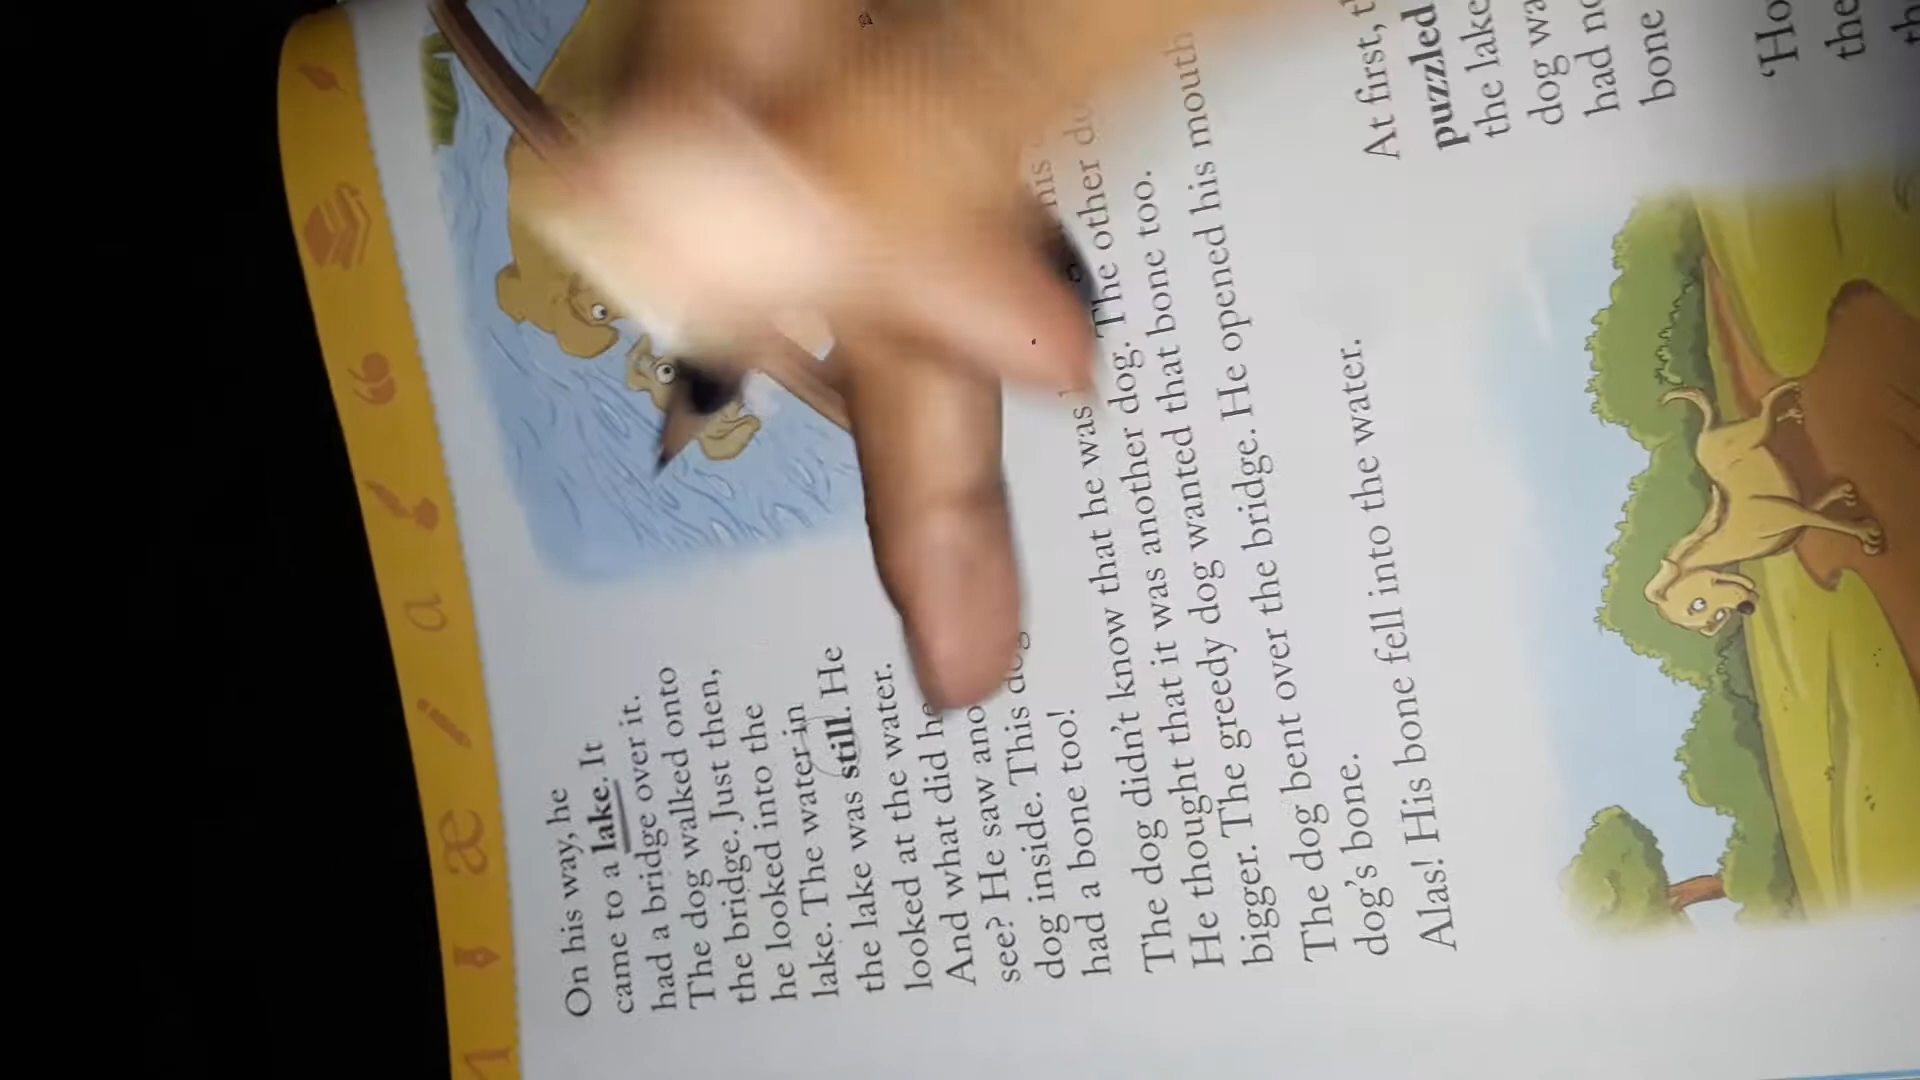 On his way, he
came to a lake. It
had a bridge over it.
The dog walked onto
the bridge. Just then,
he looked into the
lake. The water in
the lake was still. He
looked at the water.
And what did he
see? He saw
dog inside. This dog
had a bone too!
The dog didn't know that he was his
He thought that it was another dog. The other
bigger. The greedy dog wanted that bone too.
The dog bent over the bridge. He opened his mouth
dog's bone.
Alas! His bone fell into the water.
At first,
puzzled
the lake
dog
had
bone
the
æ
a